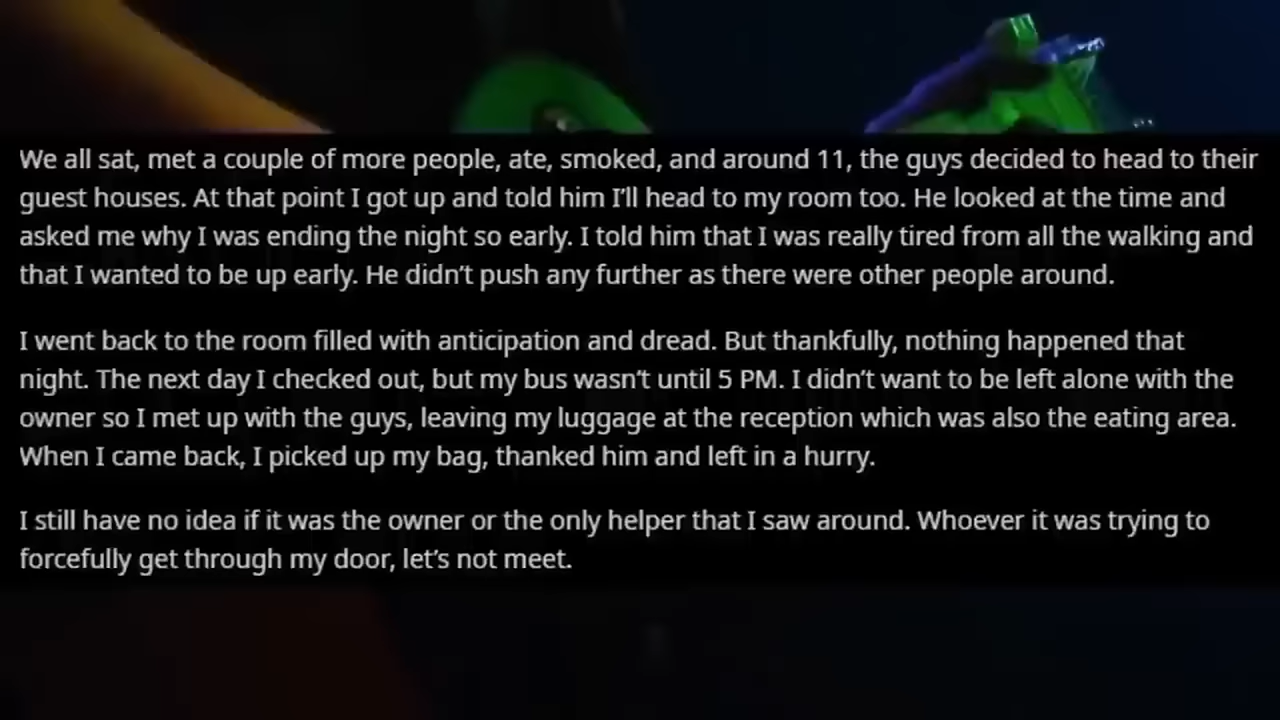 We all sat, met a couple of more people, ate, smoked, and around 11, the guys decided to head to their
guest houses. At that point I got up and told him I’ll head to my room too. He looked at the time and
asked me why I was ending the night so early. I told him that I was really tired from all the walking and
that I wanted to be up early. He didn’t push any further as there were other people around.
I went back to the room filled with anticipation and dread. But thankfully, nothing happened that
night. The next day I checked out, but my bus wasn’t until 5 PM. I didn’t want to be left alone with the
owner so I met up with the guys, leaving my luggage at the reception which was also the eating area.
When I came back, I picked up my bag, thanked him and left in a hurry.
I still have no idea if it was the owner or the only helper that I saw around. Whoever it was trying to
forcefully get through my door, let’s not meet.